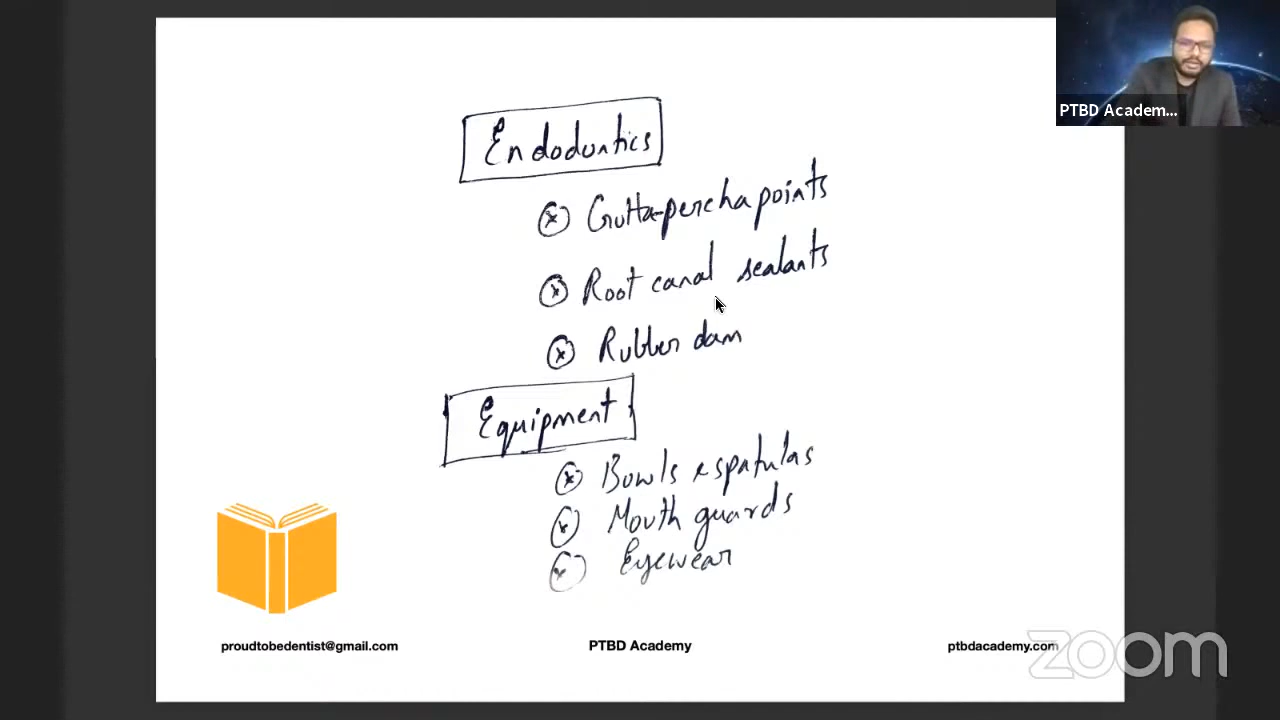 PTBD Academ...
Endodontics
Gutta-percha points
Root canal sealants
Rubber dam
Equipment
Bowls & spatulas
Mouth guards
Eyewear
proudtobedentist@gmail.com
PTBD Academy
ptbdacademy.com
zoom